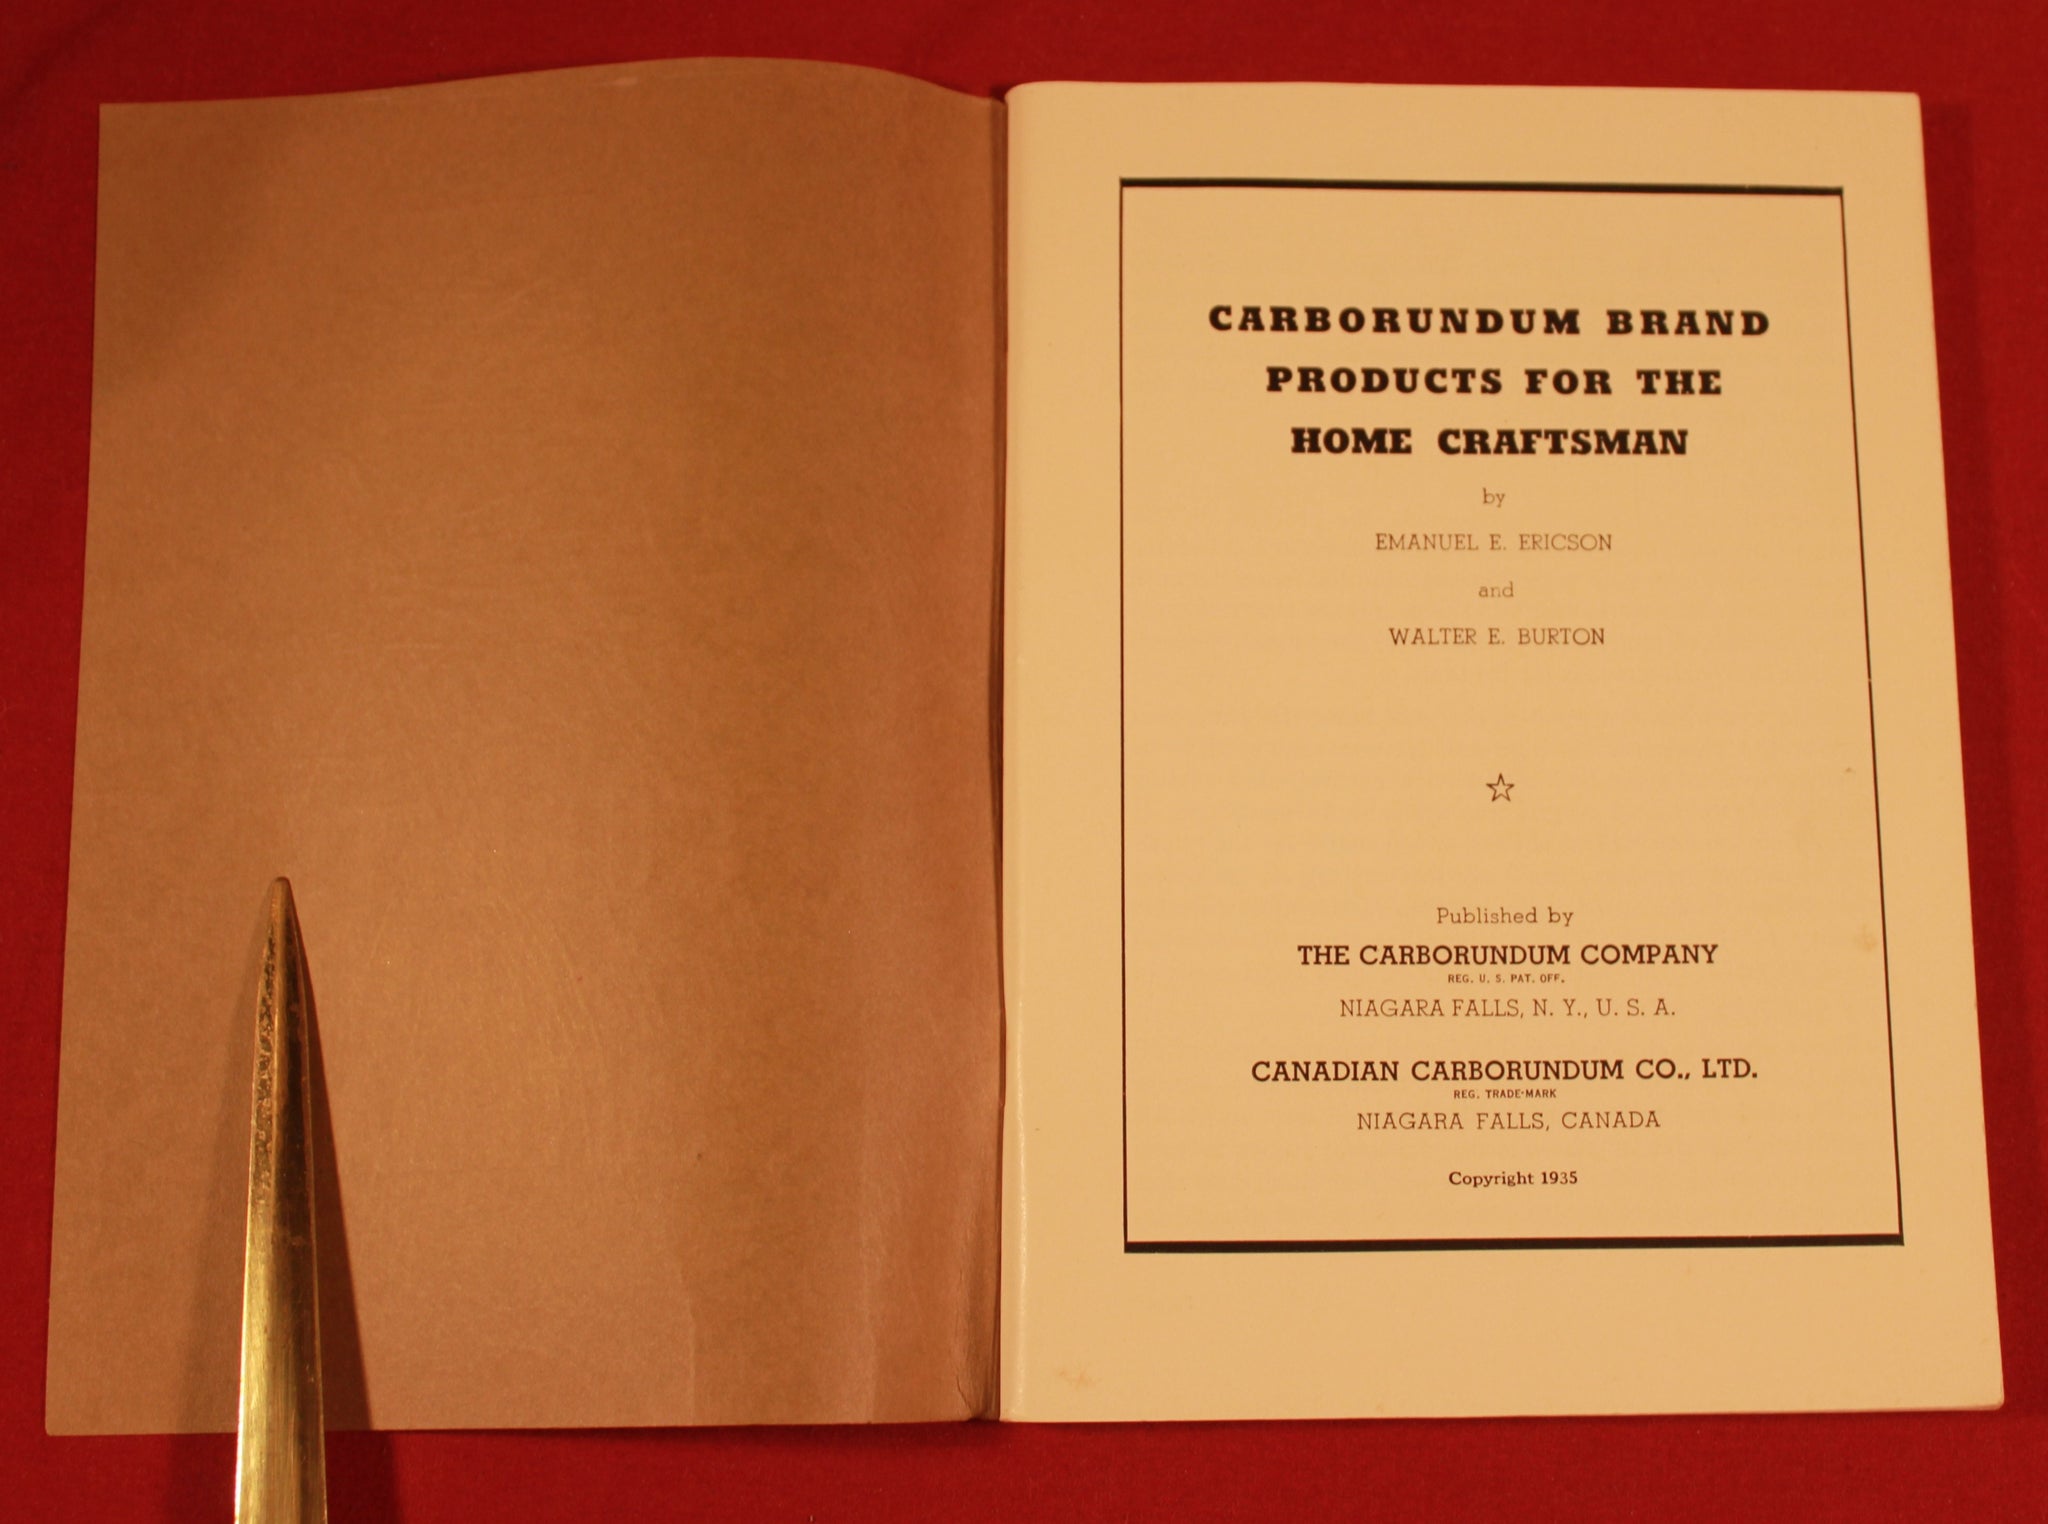 CARBORUNDUM BRAND
PRODUCTS FOR THE
HOME CRAFTSMAN
by
EMANUEL E. ERICSON
and
WALTER E. BURTON
Published by
THE CARBORUNDUM COMPANY
REG. U. S. PAT. OFF.
NIAGARA FALLS, N. Y., U. S. A.
CANADIAN CARBORUNDUM CO., LTD.
REG. TRADE-MARK
NIAGARA FALLS, CANADA
Copyright 1935